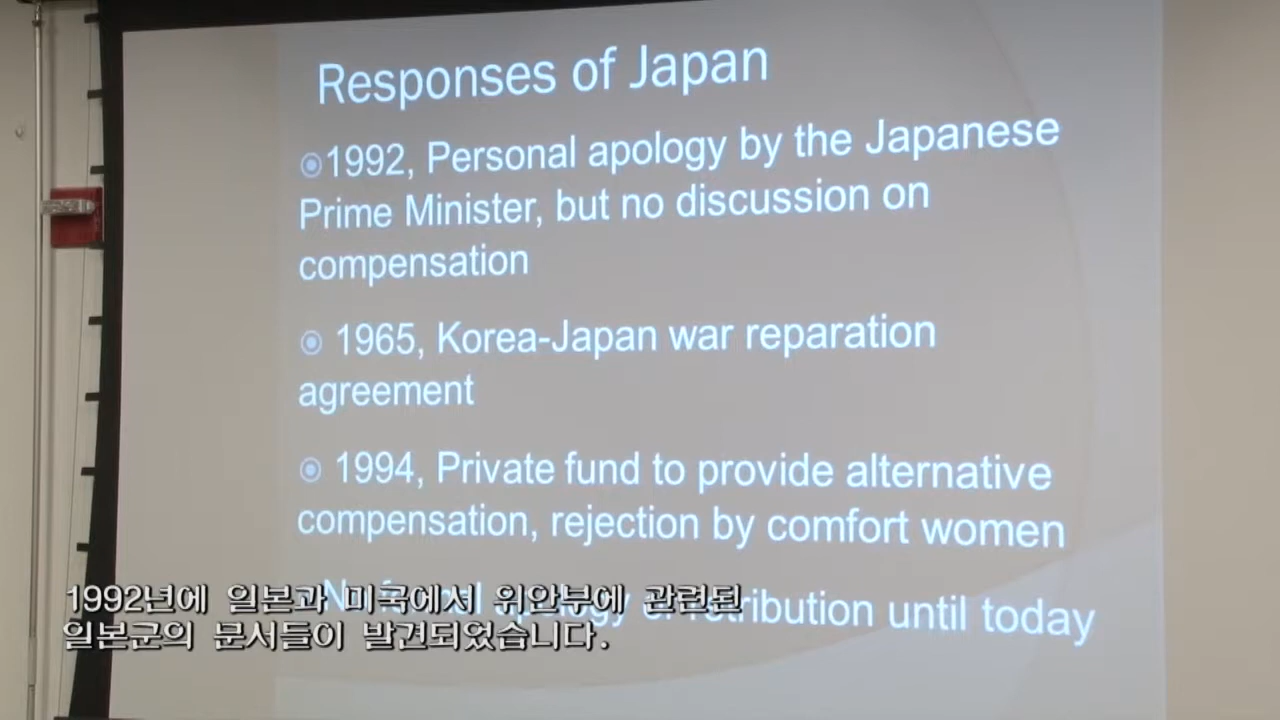 Responses of Japan
1992, Personal apology by the Japanese
Prime Minister, but no discussion on
compensation
1965, Korea-Japan war reparation
agreement
1994, Private fund to provide alternative
compensation, rejection by comfort women
apology until today
1992년에 일본과 미국에서 위안부에 관련된
일본군의 문서들이 발견되었습니다.